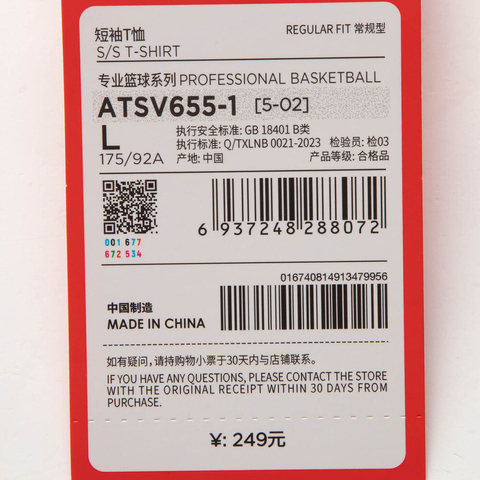 短袖T恤
S/S T-SHIRT
REGULAR FIT 常规型
专业篮球系列 PROFESSIONAL BASKETBALL
ATSV655-1 [5-02]
L
175/92A
执行安全标准: GB 18401 B类
执行标准: Q/TXLNB 0021-2023 检验员: 检03
产地: 中国
产品等级: 合格品
001 677
672 534
6 937248 288072
016740814913479956
中国制造
MADE IN CHINA
如有疑问,请持购物小票于30天内与店铺联系。
IF YOU HAVE ANY QUESTIONS, PLEASE CONTACT THE STORE
WITH THE ORIGINAL RECEIPT WITHIN 30 DAYS FROM
PURCHASE.
¥: 249元